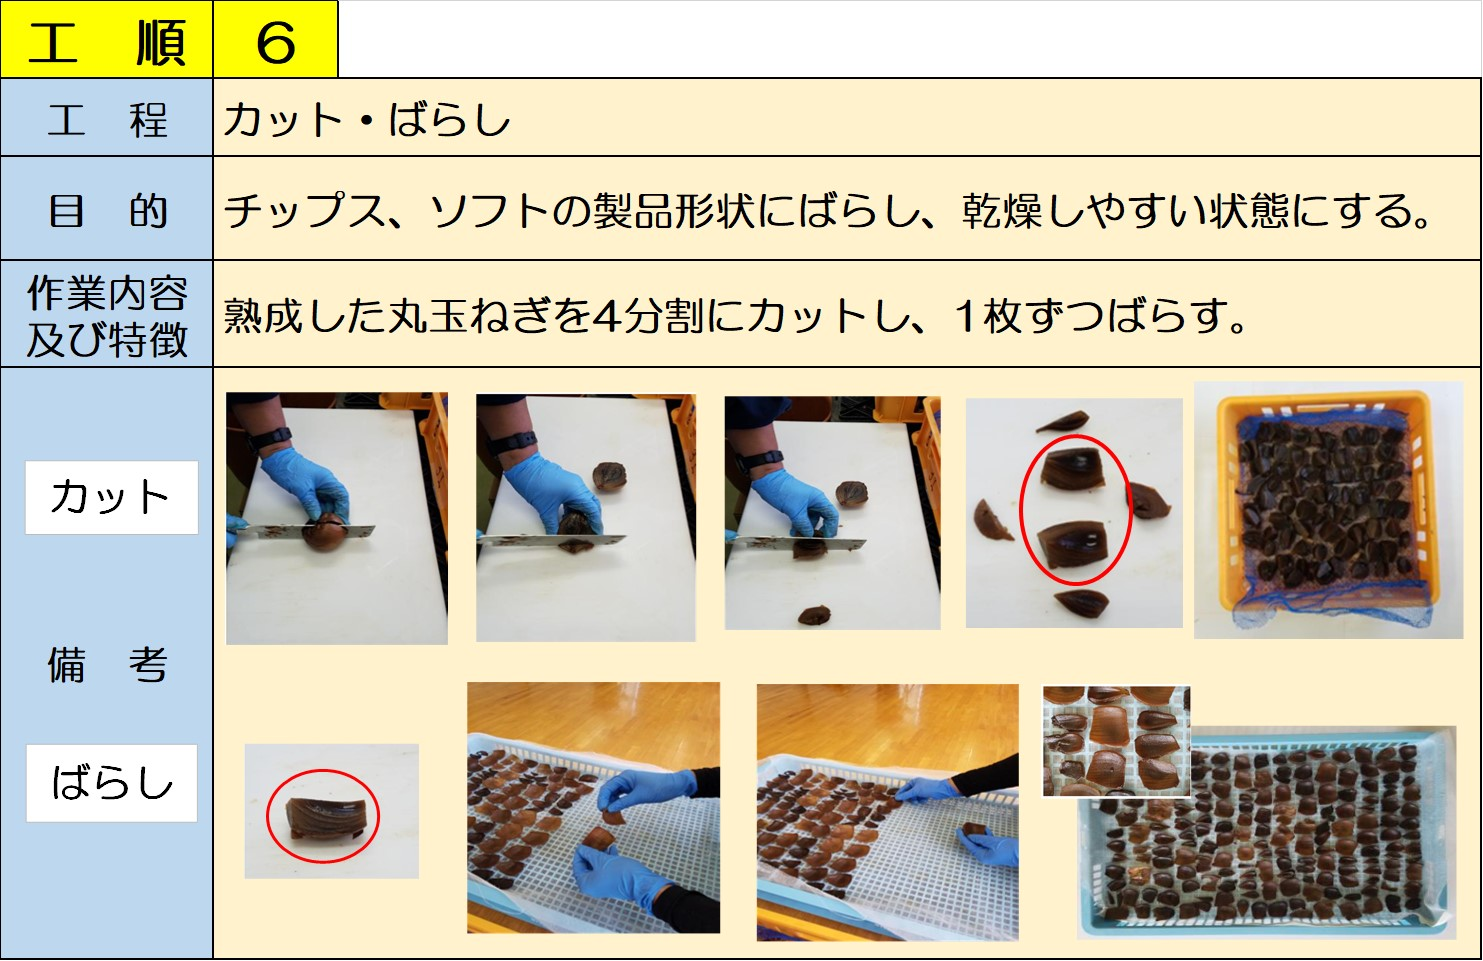 工　順 6
工　程 カット・ばらし
目　的 チップス、ソフトの製品形状にばらし、乾燥しやすい状態にする。
作業内容
及び特徴
熟成した丸玉ねぎを4分割にカットし、1枚ずつばらす。
カット
備　考
ばらし